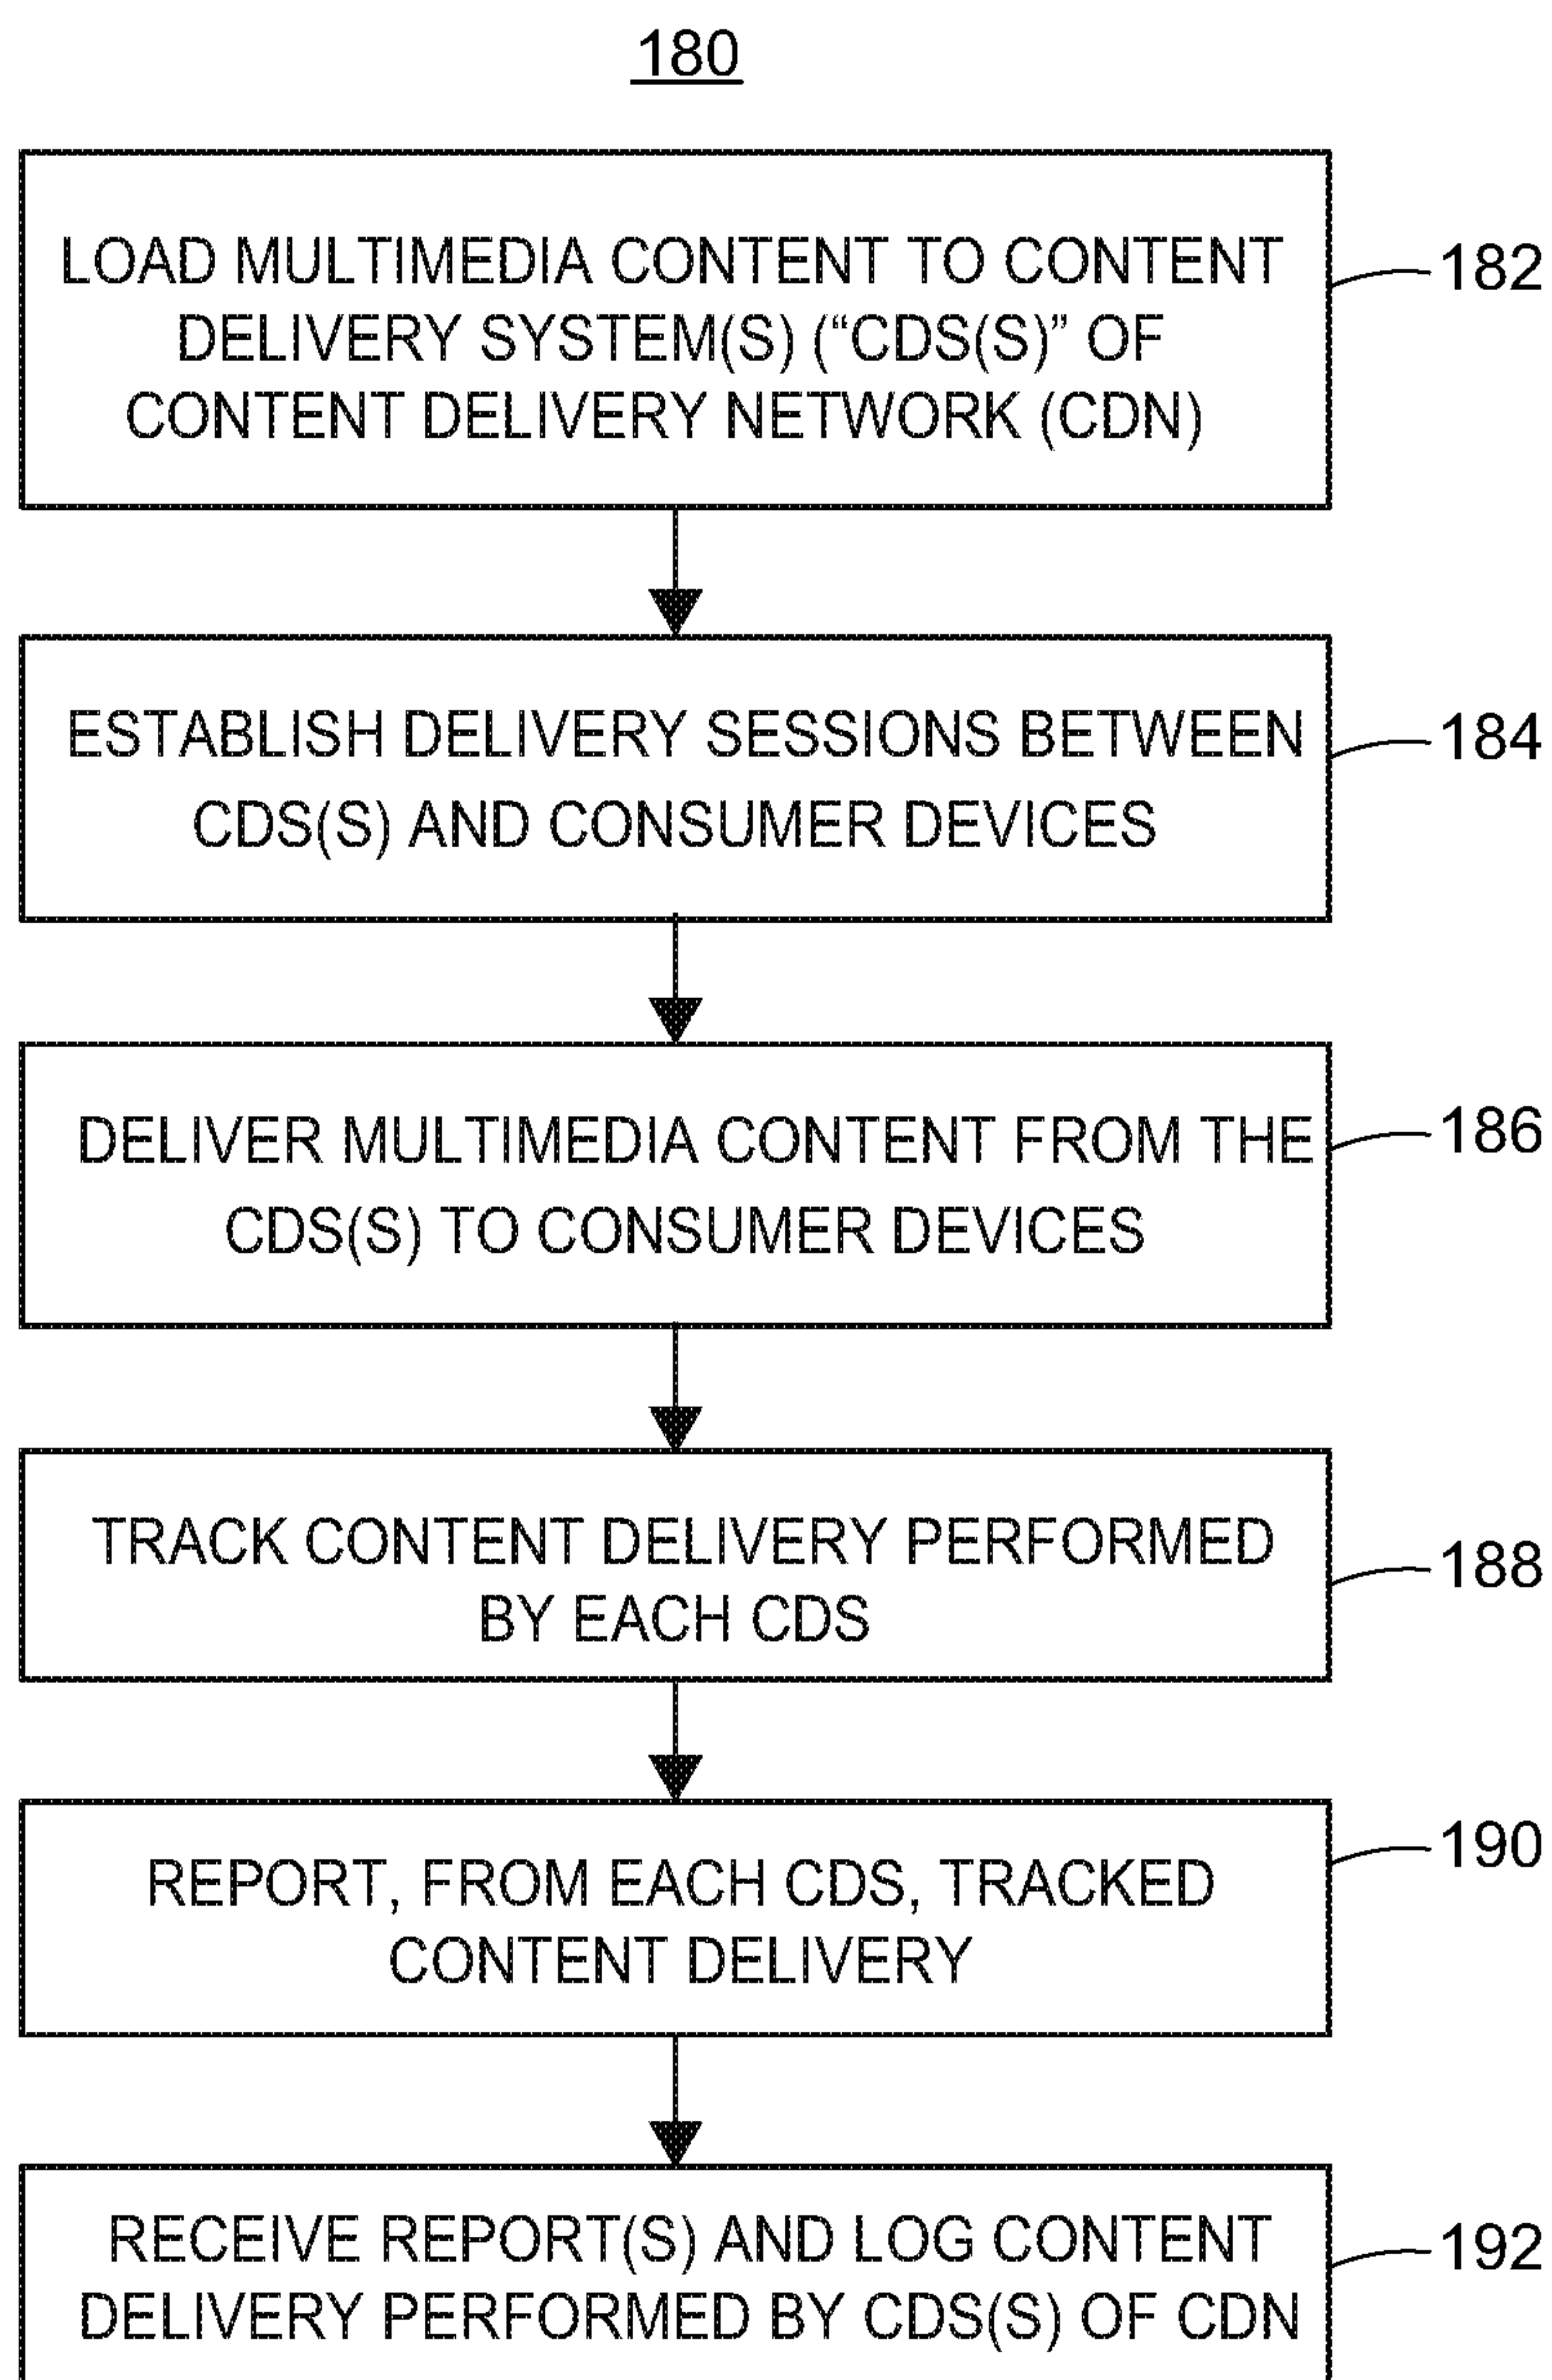 180
LOAD MULTIMEDIA CONTENT TO CONTENT
DELIVERY SYSTEM(S) (“CDS(S)” OF
CONTENT DELIVERY NETWORK (CDN)
182
ESTABLISH DELIVERY SESSIONS BETWEEN
CDS(S) AND CONSUMER DEVICES
184
DELIVER MULTIMEDIA CONTENT FROM THE
CDS(S) TO CONSUMER DEVICES
186
TRACK CONTENT DELIVERY PERFORMED
BY EACH CDS
188
REPORT, FROM EACH CDS, TRACKED
CONTENT DELIVERY
190
RECEIVE REPORT(S) AND LOG CONTENT
DELIVERY PERFORMED BY CDS(S) OF CDN
192